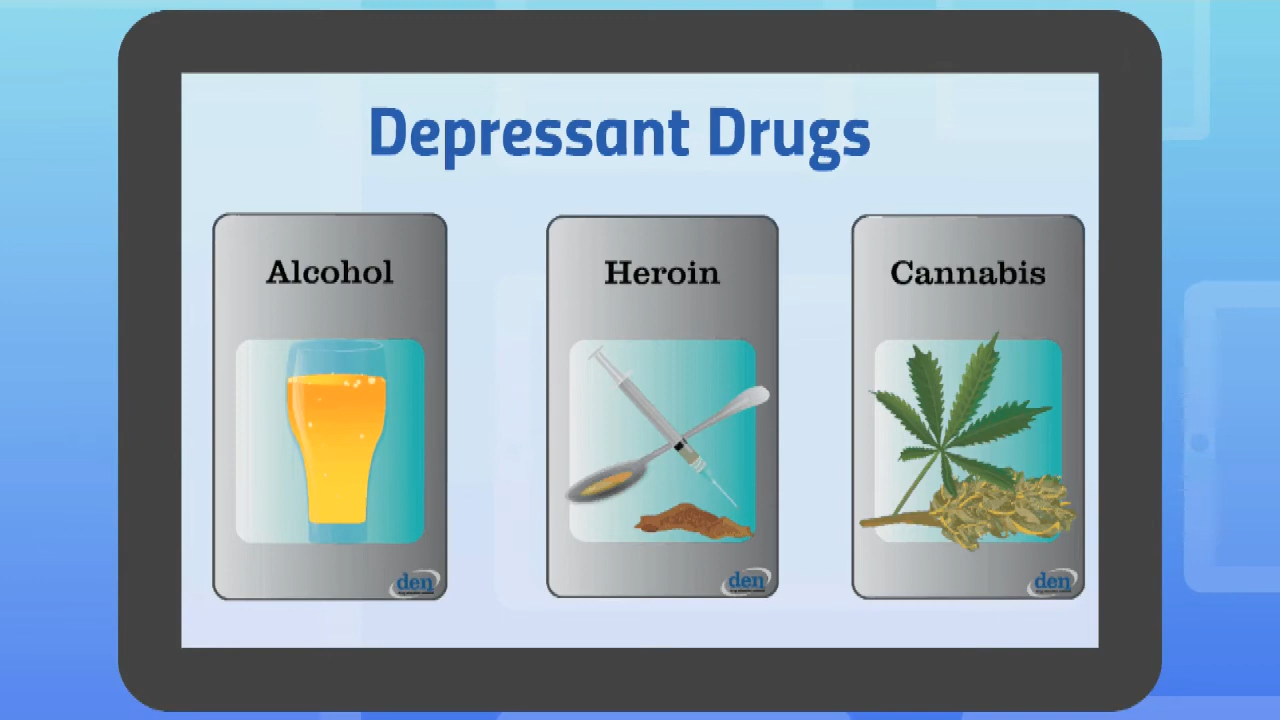 Depressant Drugs
Alcohol
Heroin
Cannabis
den
den
den